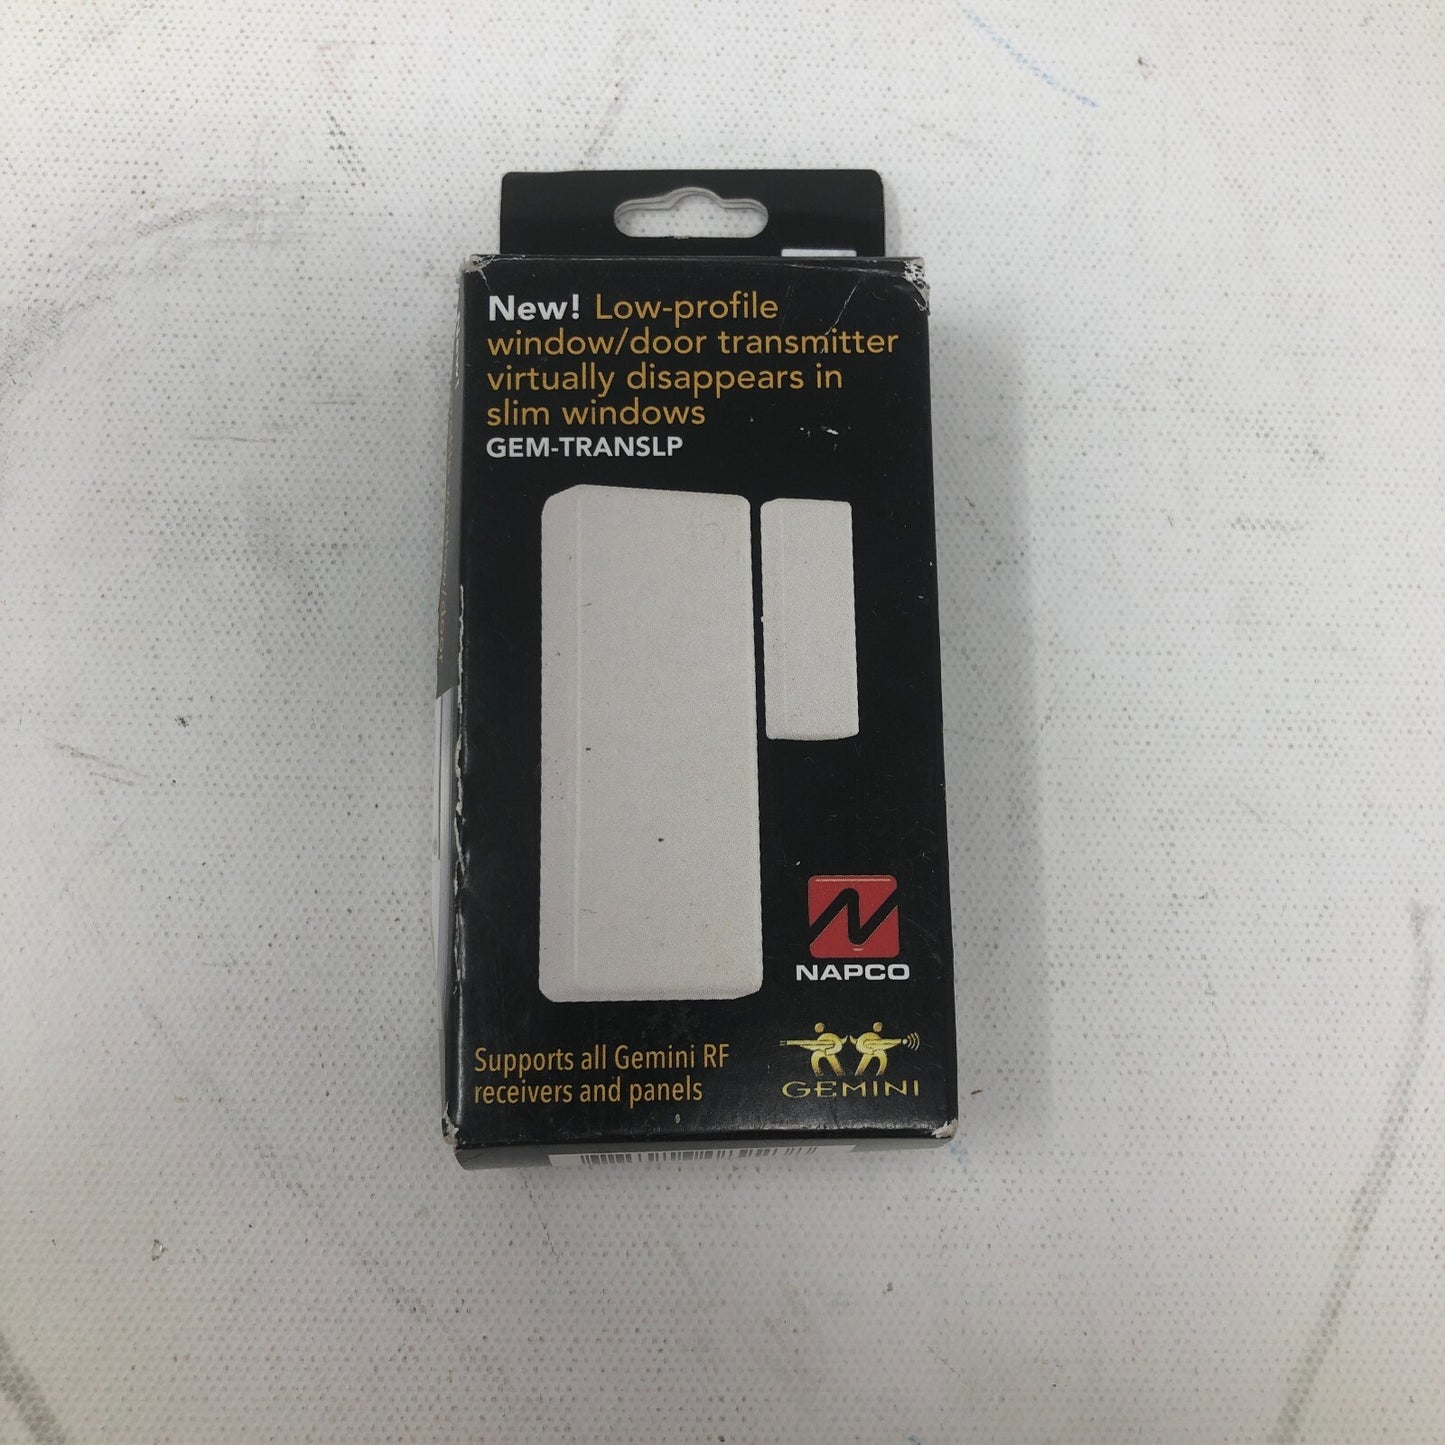 New! Low-profile
window/door transmitter
virtually disappears in
slim windows
GEM-TRANSLP
NAPCO
Supports all Gemini RF
receivers and panels
GEMINI